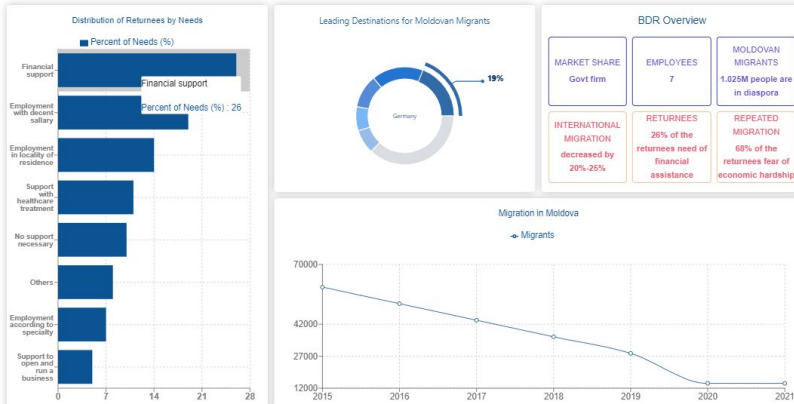 Distribution of Returnees by Needs
Percent of Needs (%)
Financial
support
Financial support
Percent of Needs (%) : 26
Employment
with decent
sallary
Employment
in locality of
residence
Support
with
healthcare
treatment
No support
necessary
Others
Employment
according to
specialty
Support to
open and
run a
business
0 7 14 21 28
Leading Destinations for Moldovan Migrants
19%
Germany
BDR Overview
MARKET SHARE
Govt firm
EMPLOYEES
7
MOLDOVAN
MIGRANTS
1.025M people are
in diaspora
INTERNATIONAL
MIGRATION
decreased by
20%-25%
RETURNEES
26% of the
returnees need of
financial
assistance
REPEATED
MIGRATION
68% of the
returnees fear of
economic hardship
Migration in Moldova
Migrants
70000
42000
27000
12000
2015 2016 2017 2018 2019 2020 2021